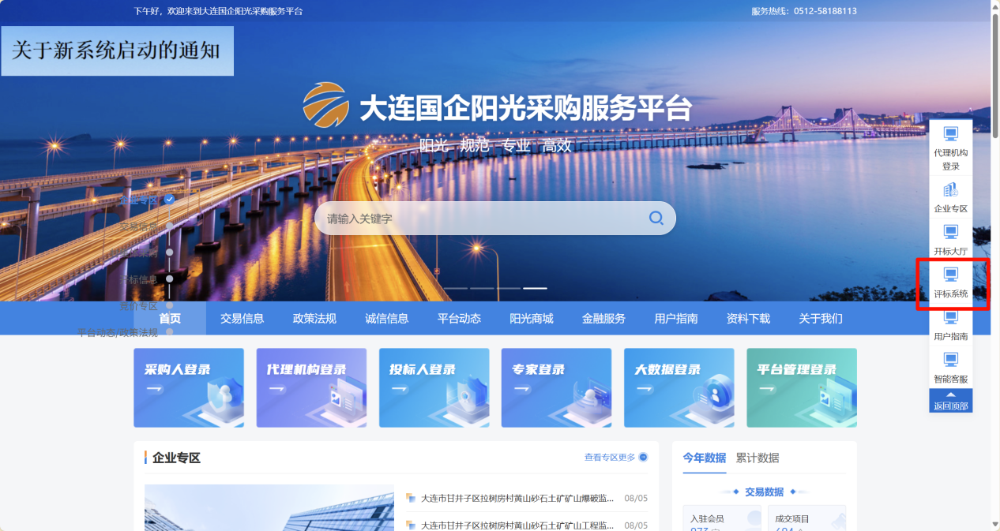 下午好，欢迎来到大连国企阳光采购服务平台
服务热线：0512-58188113
关于新系统启动的通知
大连国企阳光采购服务平台
阳光 规范 专业 高效
请输入关键字
企业专区
交易信息
开标信息
竞价专区
平台动态/政策法规
代理机构
登录
企业专区
开标大厅
评标系统
用户指南
智能客服
返回顶部
首页 交易信息 政策法规 诚信信息 平台动态 阳光商城 金融服务 用户指南 资料下载 关于我们
采购人登录 代理机构登录 投标人登录 专家登录 大数据登录 平台管理登录
企业专区 查看专区更多
大连市甘井子区拉树房村黄山砂石土矿矿山爆破监... 08/05
大连市甘井子区拉树房村黄山砂石土矿矿山工程监... 08/05
今年数据 累计数据
交易数据
入驻会员 成交项目